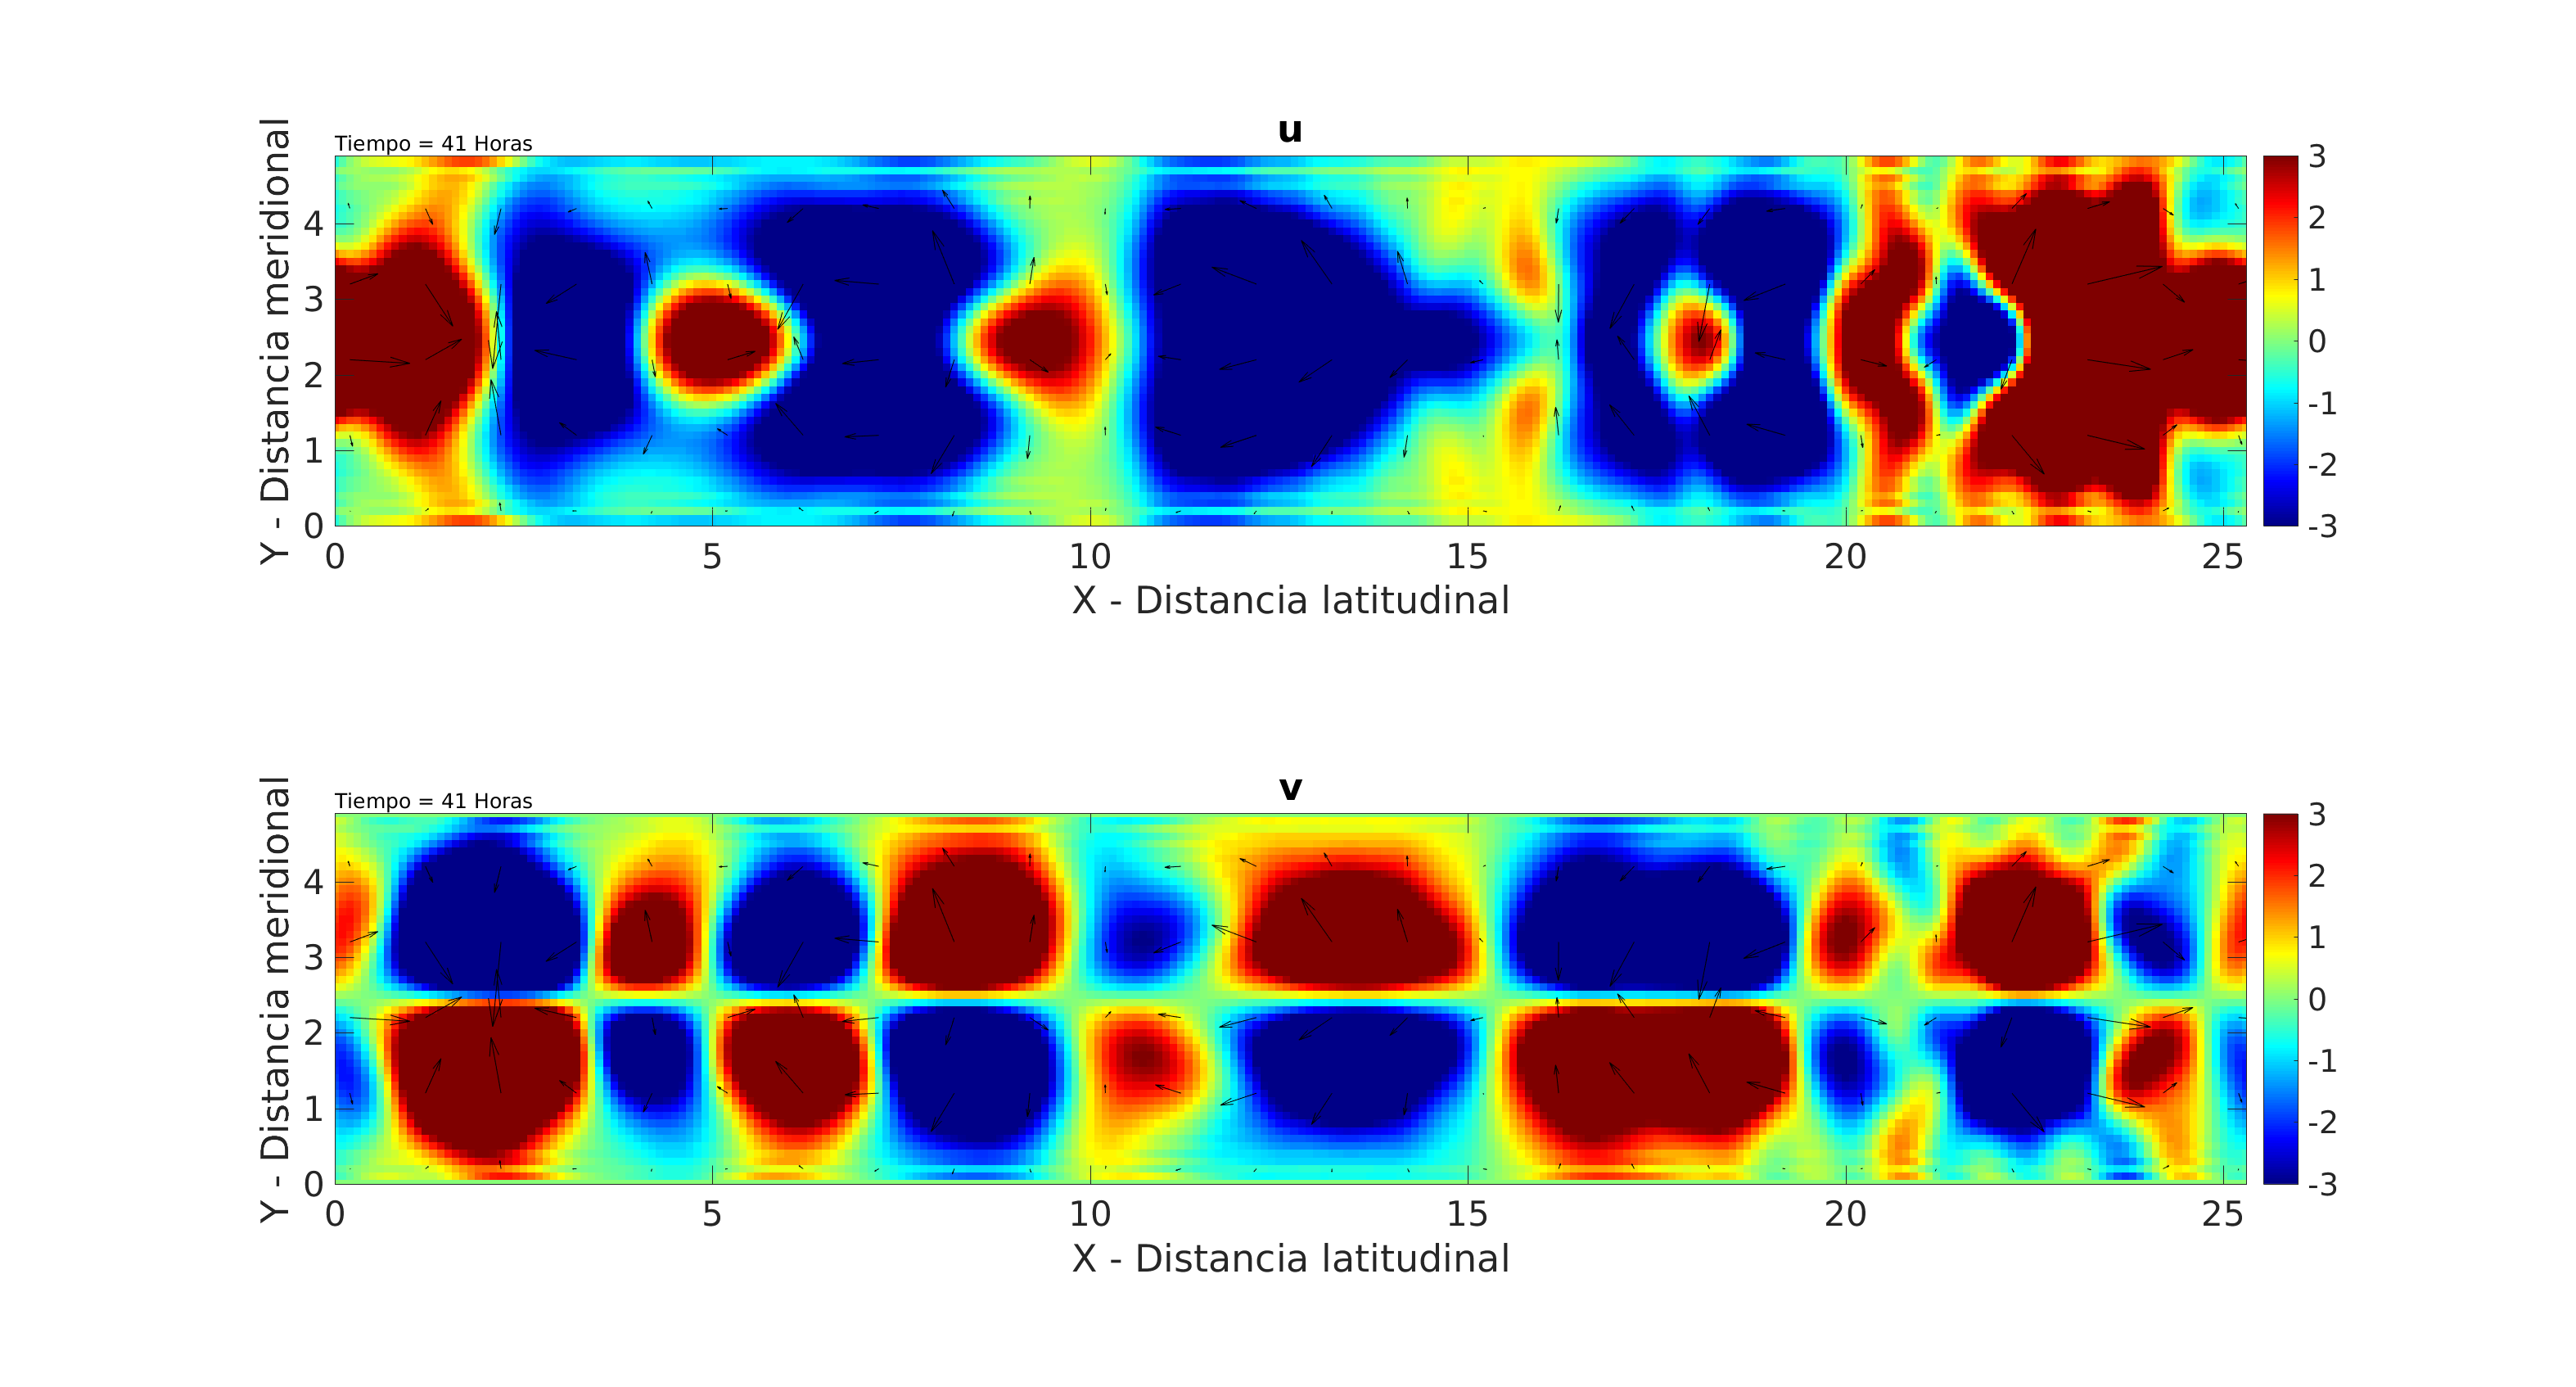 u
Tiempo = 41 Horas
Y - Distancia meridional
4
3
2
1
0
0 5 10 15 20 25
X - Distancia latitudinal
3
2
1
0
-1
-2
-3
v
Tiempo = 41 Horas
Y - Distancia meridional
4
3
2
1
0
0 5 10 15 20 25
X - Distancia latitudinal
3
2
1
0
-1
-2
-3